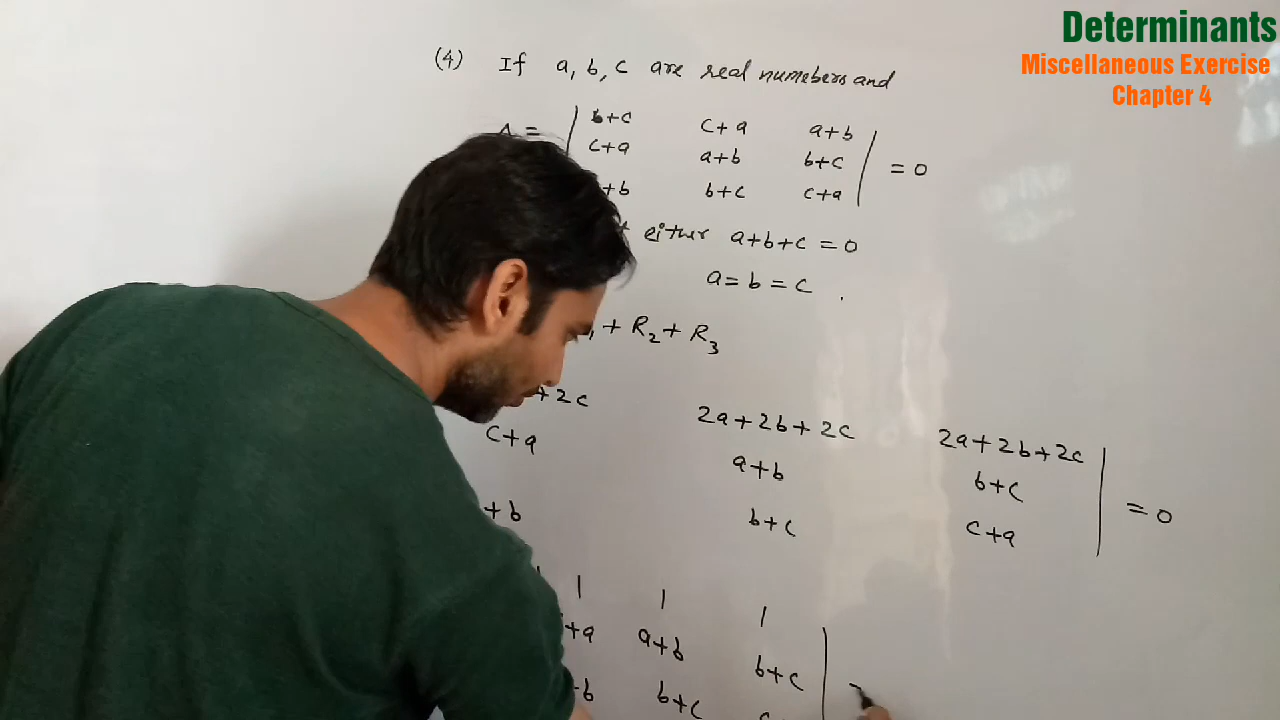 Determinants
Miscellaneous Exercise
Chapter 4
(4) If a, b, c are real numebers and
b+c c+a a+b
c+a a+b b+c = 0
+b b+c c+a
either a+b+c = 0
a = b = c .
+ R2 + R3
+2c 2a+2b+2c 2a+2b+2c
c+a a+b b+c = 0
+b b+c c+a
1 1 1
+a a+b b+c
b b+c